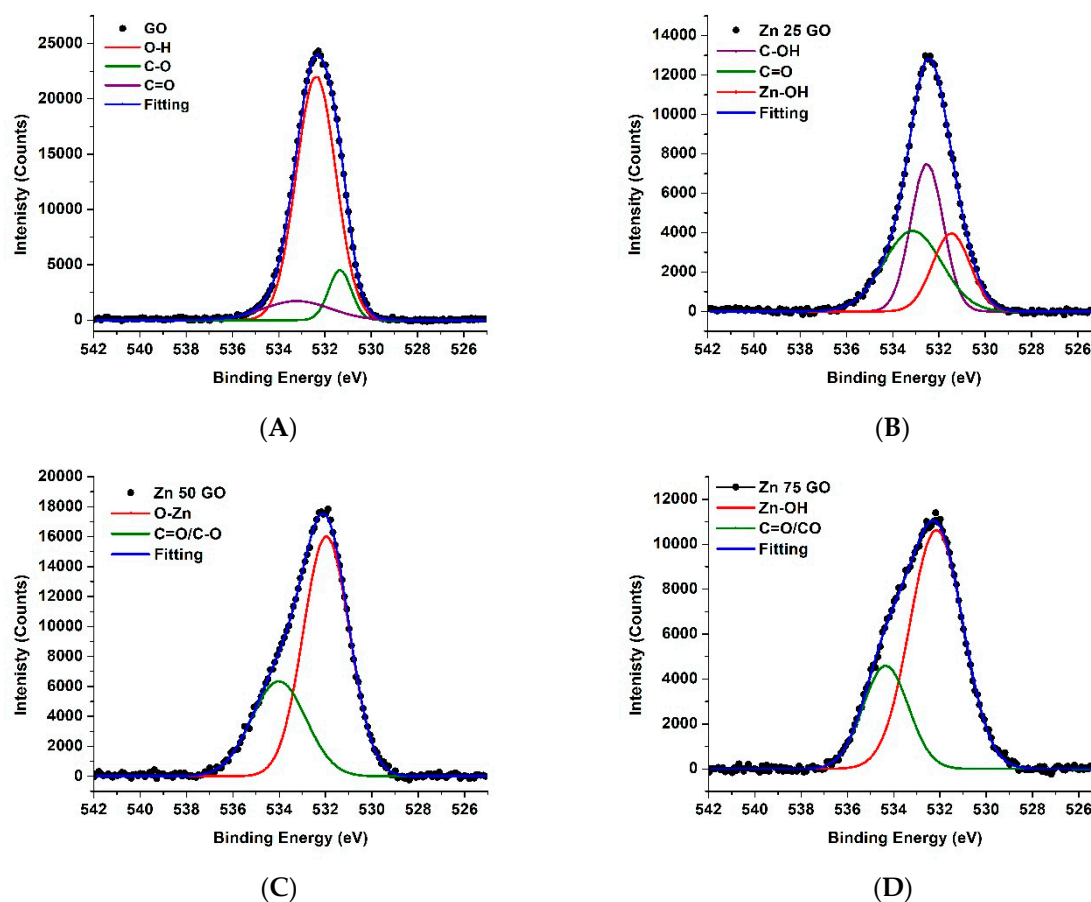 GO
O-H
C-O
C=O
Fitting
25000
20000
15000
10000
5000
0
Intenisty (Counts)
542 540 538 536 534 532 530 528 526
Binding Energy (eV)
(A)
Zn 25 GO
C-OH
C=O
Zn-OH
Fitting
14000
12000
10000
8000
6000
4000
2000
0
Intenisty (Counts)
542 540 538 536 534 532 530 528 526
Binding Energy (eV)
(B)
Zn 50 GO
O-Zn
C=O/C-O
Fitting
20000
18000
16000
14000
12000
10000
8000
6000
4000
2000
0
Intenisty (Counts)
542 540 538 536 534 532 530 528 526
Binding Energy (eV)
(C)
Zn 75 GO
Zn-OH
C=O/CO
Fitting
12000
10000
8000
6000
4000
2000
0
Intenisty (Counts)
542 540 538 536 534 532 530 528 526
Binding Energy (eV)
(D)